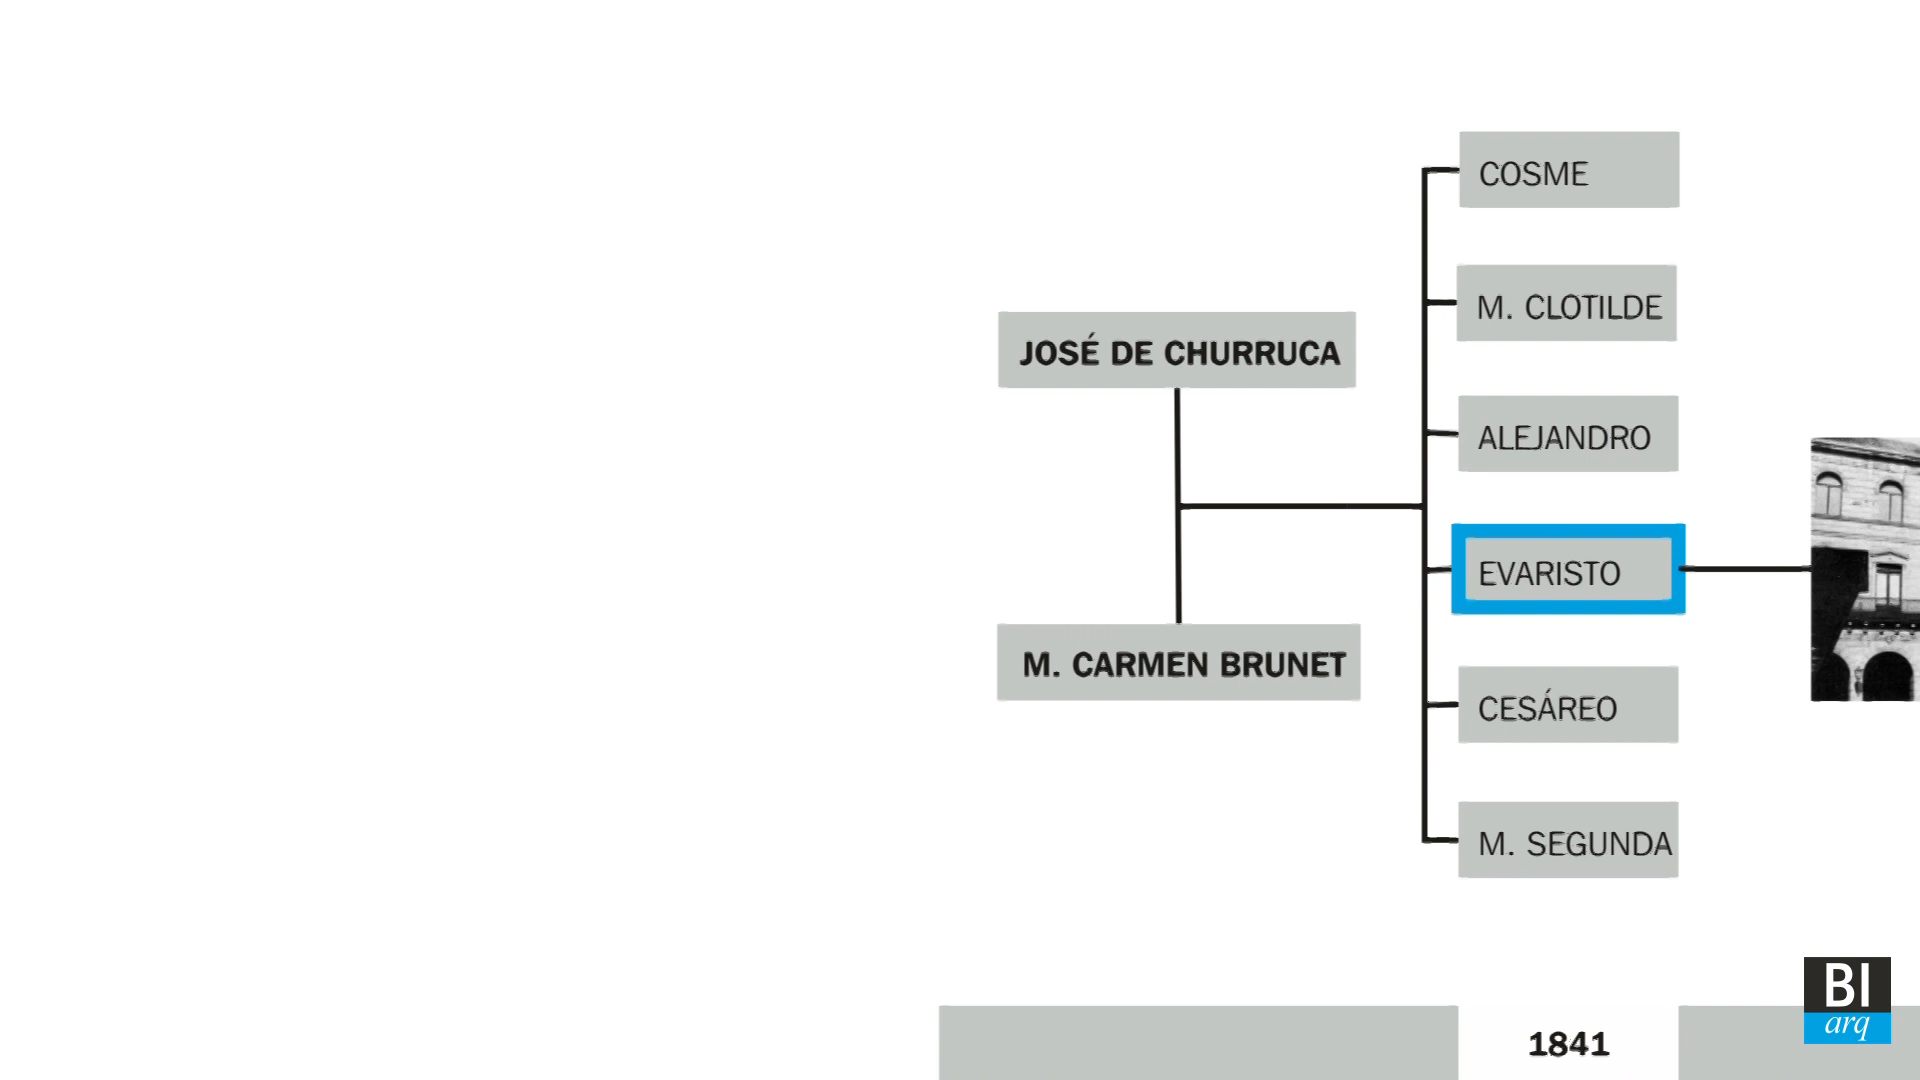 COSME
M. CLOTILDE
JOSÉ DE CHURRUCA
ALEJANDRO
EVARISTO
M. CARMEN BRUNET
CESÁREO
M. SEGUNDA
1841
BI
arq